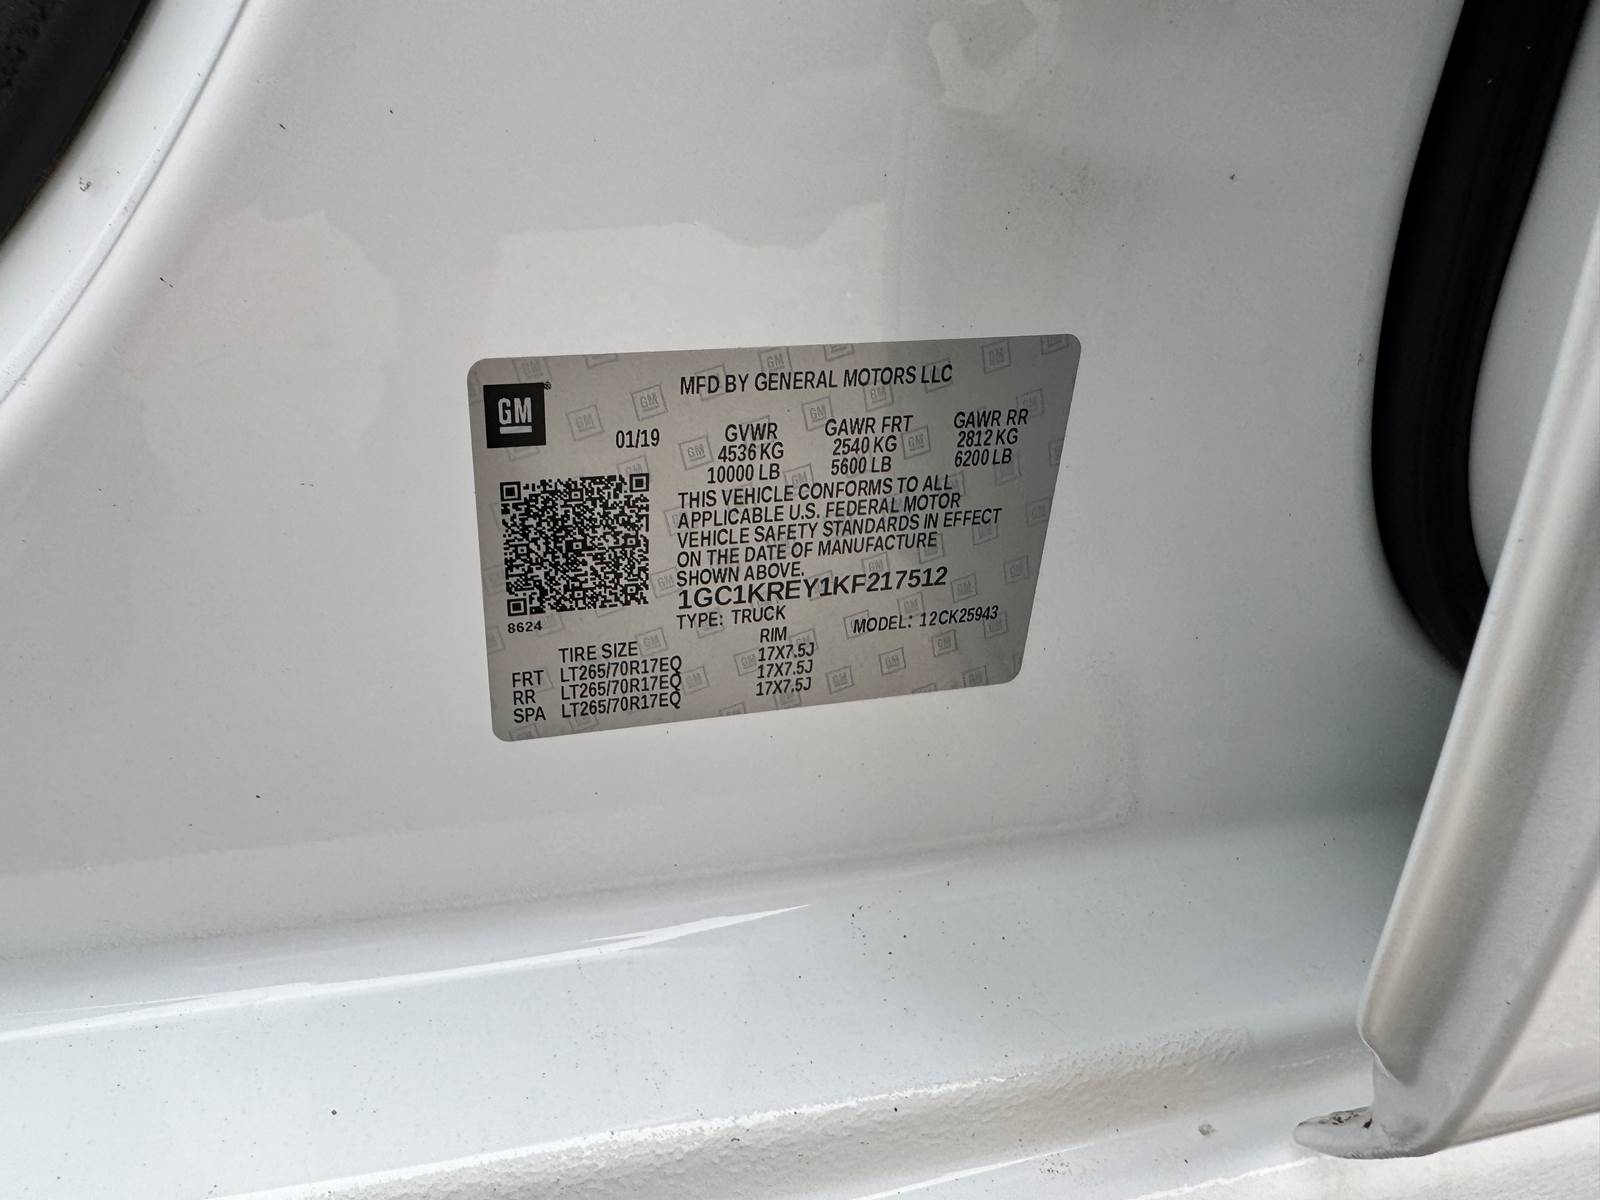 GM
MFD BY GENERAL MOTORS LLC
01/19 GVWR GAWR FRT GAWR RR
4536 KG 2540 KG 2812 KG
10000 LB 5600 LB 6200 LB
THIS VEHICLE CONFORMS TO ALL
APPLICABLE U.S. FEDERAL MOTOR
VEHICLE SAFETY STANDARDS IN EFFECT
ON THE DATE OF MANUFACTURE
SHOWN ABOVE.
1GC1KREY1KF217512
TYPE: TRUCK MODEL: 12CK25943
8624
TIRE SIZE RIM
FRT LT265/70R17EQ 17X7.5J
RR LT265/70R17EQ 17X7.5J
SPA LT265/70R17EQ 17X7.5J